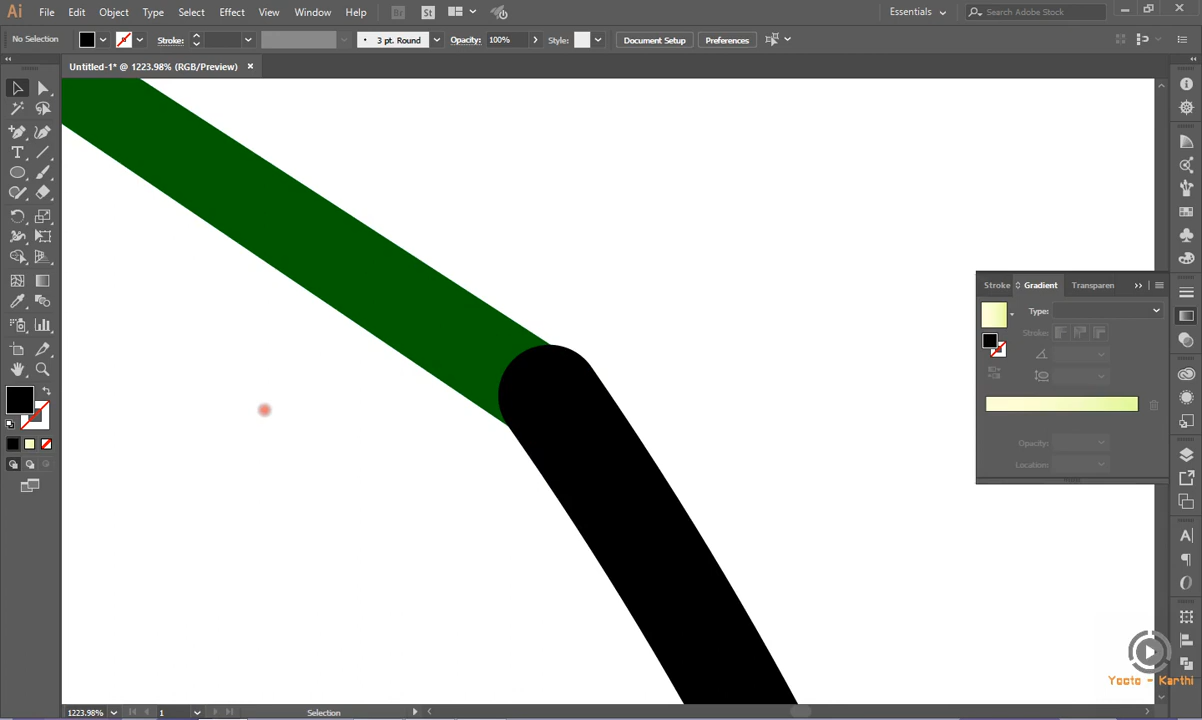 Ai File Edit Object Type Select Effect View Window Help Br St Essentials Search Adobe Stock
No Selection Stroke: 3 pt. Round Opacity: 100% Style: Document Setup Preferences
Untitled-1* @ 1223.98% (RGB/Preview) ×
Stroke Gradient Transparen
Type:
Stroke:
Opacity:
Location:
Yooto - Karthi
1223.98% 1 Selection